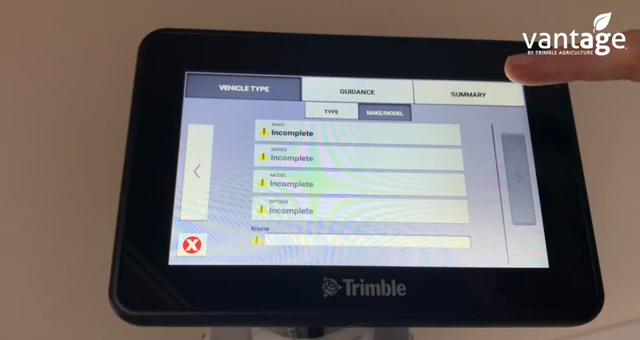 vantage
BY TRIMBLE AGRICULTURE
VEHICLE TYPE
GUIDANCE
SUMMARY
TYPE
MAKE/MODEL
MAKE
Incomplete
SERIES
Incomplete
MODEL
Incomplete
OPTION
Incomplete
Name
Trimble